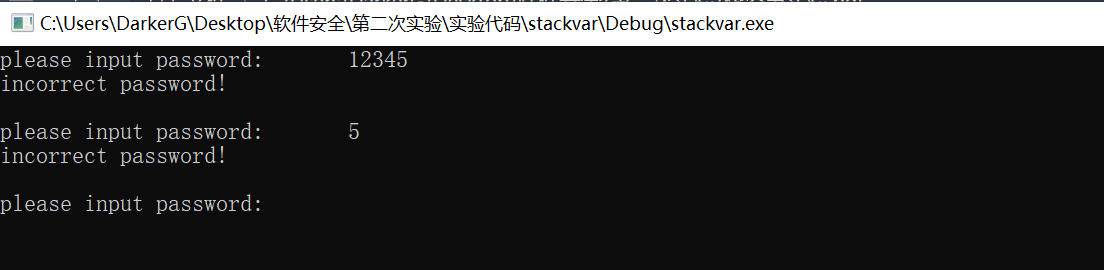 C:\Users\DarkerG\Desktop\软件安全\第二次实验\实验代码\stackvar\Debug\stackvar.exe
please input password:       12345
incorrect password!
please input password:       5
incorrect password!
please input password: